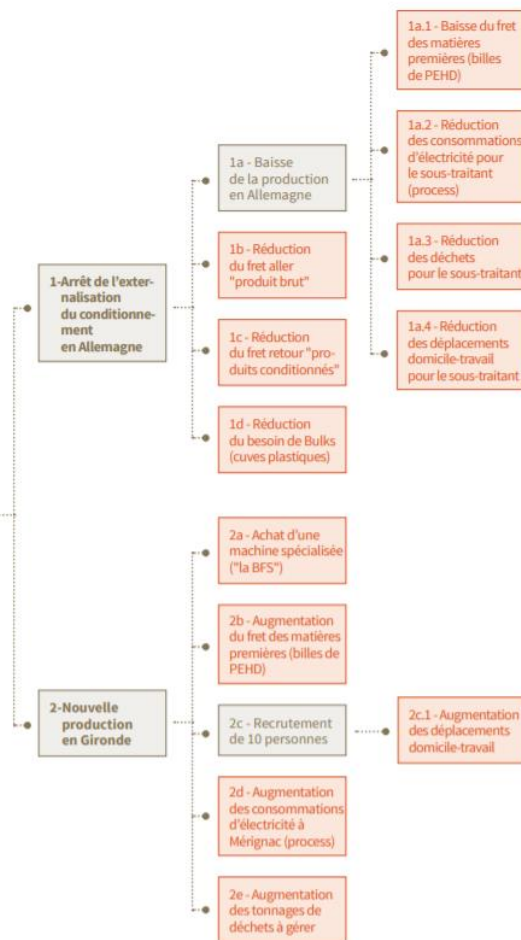 1-Arrêt de l'exter-
nalisation
du conditionne-
ment
en Allemagne
1a - Baisse
de la production
en Allemagne
1a.1 - Baisse du fret
des matières
premières (billes
de PEHD)
1a.2 - Réduction
des consommations
d'électricité pour
le sous-traitant
(process)
1a.3 - Réduction
des déchets
pour le sous-traitant
1a.4 - Réduction
des déplacements
domicile-travail
pour le sous-traitant
1b - Réduction
du fret aller
"produit brut"
1c - Réduction
du fret retour "pro-
duits conditionnés"
1d - Réduction
du besoin de Bulks
(cuves plastiques)
2-Nouvelle
production
en Gironde
2a - Achat d'une
machine spécialisée
("la BFS")
2b - Augmentation
du fret des matières
premières (billes de
PEHD)
2c - Recrutement
de 10 personnes
2c.1 - Augmentation
des déplacements
domicile-travail
2d - Augmentation
des consommations
d'électricité à
Mérignac (process)
2e - Augmentation
des tonnages de
déchets à gérer